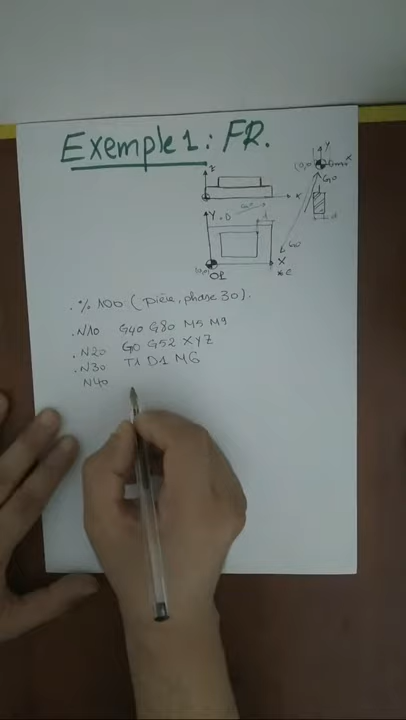 Exemple 1 : FR.
z
Y
X
Y
X
OP
% 100 (pièce, phase 30).
N10 G40 G80 M5 M9
N20 G0 G52 X Y Z
N30 T1 D1 M6
N40